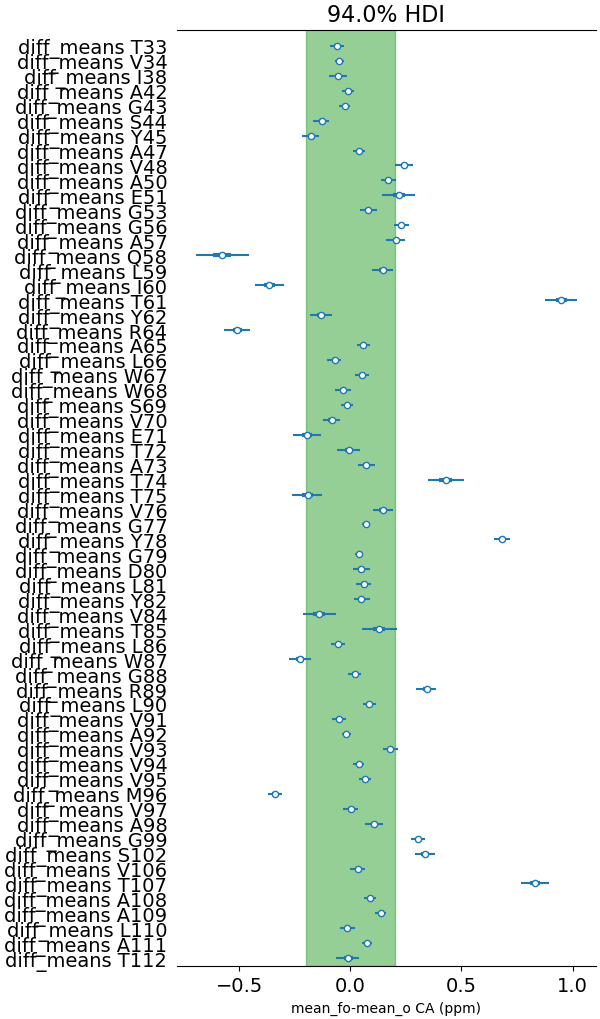 94.0% HDI
diff_means T33
diff_means V34
diff_means I38
diff_means A42
diff_means G43
diff_means S44
diff_means Y45
diff_means A47
diff_means V48
diff_means A50
diff_means E51
diff_means G53
diff_means G56
diff_means A57
diff_means Q58
diff_means L59
diff_means I60
diff_means T61
diff_means Y62
diff_means R64
diff_means A65
diff_means L66
diff_means W67
diff_means W68
diff_means S69
diff_means V70
diff_means E71
diff_means T72
diff_means A73
diff_means T74
diff_means T75
diff_means V76
diff_means G77
diff_means Y78
diff_means G79
diff_means D80
diff_means L81
diff_means Y82
diff_means V84
diff_means T85
diff_means L86
diff_means W87
diff_means G88
diff_means R89
diff_means L90
diff_means V91
diff_means A92
diff_means V93
diff_means V94
diff_means V95
diff_means M96
diff_means V97
diff_means A98
diff_means G99
diff_means S102
diff_means V106
diff_means T107
diff_means A108
diff_means A109
diff_means L110
diff_means A111
diff_means T112
−0.5 0.0 0.5 1.0
mean_fo-mean_o CA (ppm)